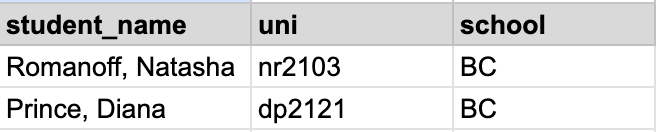 student_name uni school
Romanoff, Natasha nr2103 BC
Prince, Diana dp2121 BC